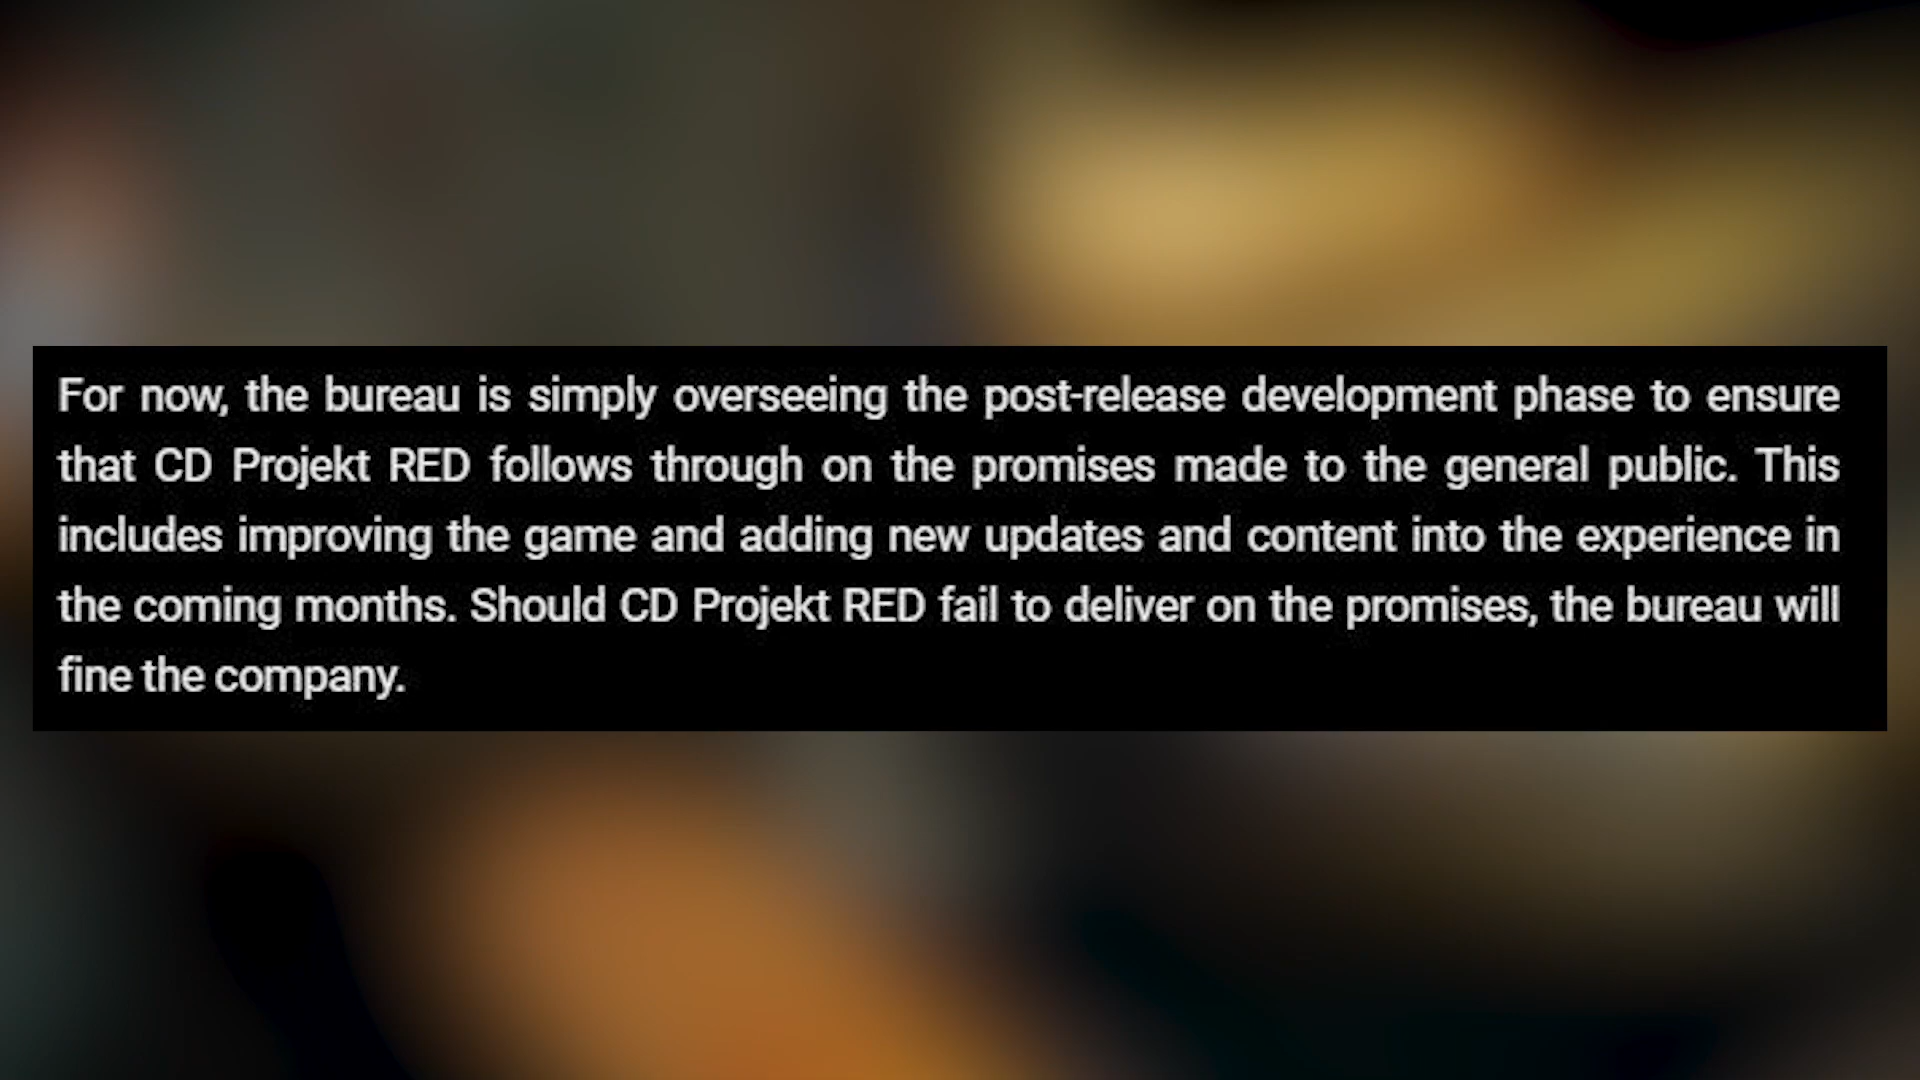 For now, the bureau is simply overseeing the post-release development phase to ensure
that CD Projekt RED follows through on the promises made to the general public. This
includes improving the game and adding new updates and content into the experience in
the coming months. Should CD Projekt RED fail to deliver on the promises, the bureau will
fine the company.